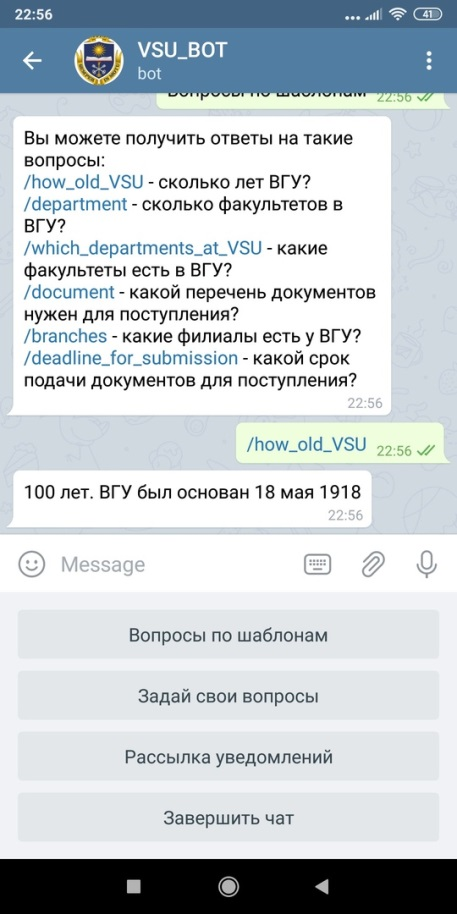 22:56
41
VSU_BOT
bot
Вопросы по шаблонам 22:56
Вы можете получить ответы на такие
вопросы:
/how_old_VSU - сколько лет ВГУ?
/department - сколько факультетов в
ВГУ?
/which_departments_at_VSU - какие
факультеты есть в ВГУ?
/document - какой перечень документов
нужен для поступления?
/branches - какие филиалы есть у ВГУ?
/deadline_for_submission - какой срок
подачи документов для поступления?
22:56
/how_old_VSU 22:56
100 лет. ВГУ был основан 18 мая 1918
22:56
Message
Вопросы по шаблонам
Задай свои вопросы
Рассылка уведомлений
Завершить чат